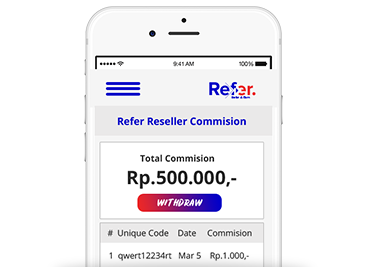 9:41 AM
100%
Refer.
Refer Reseller Commision
Total Commision
Rp.500.000,-
WITHDRAW
# Unique Code Date Commision
1 qwert12234rt Mar 5 Rp.1.000,-